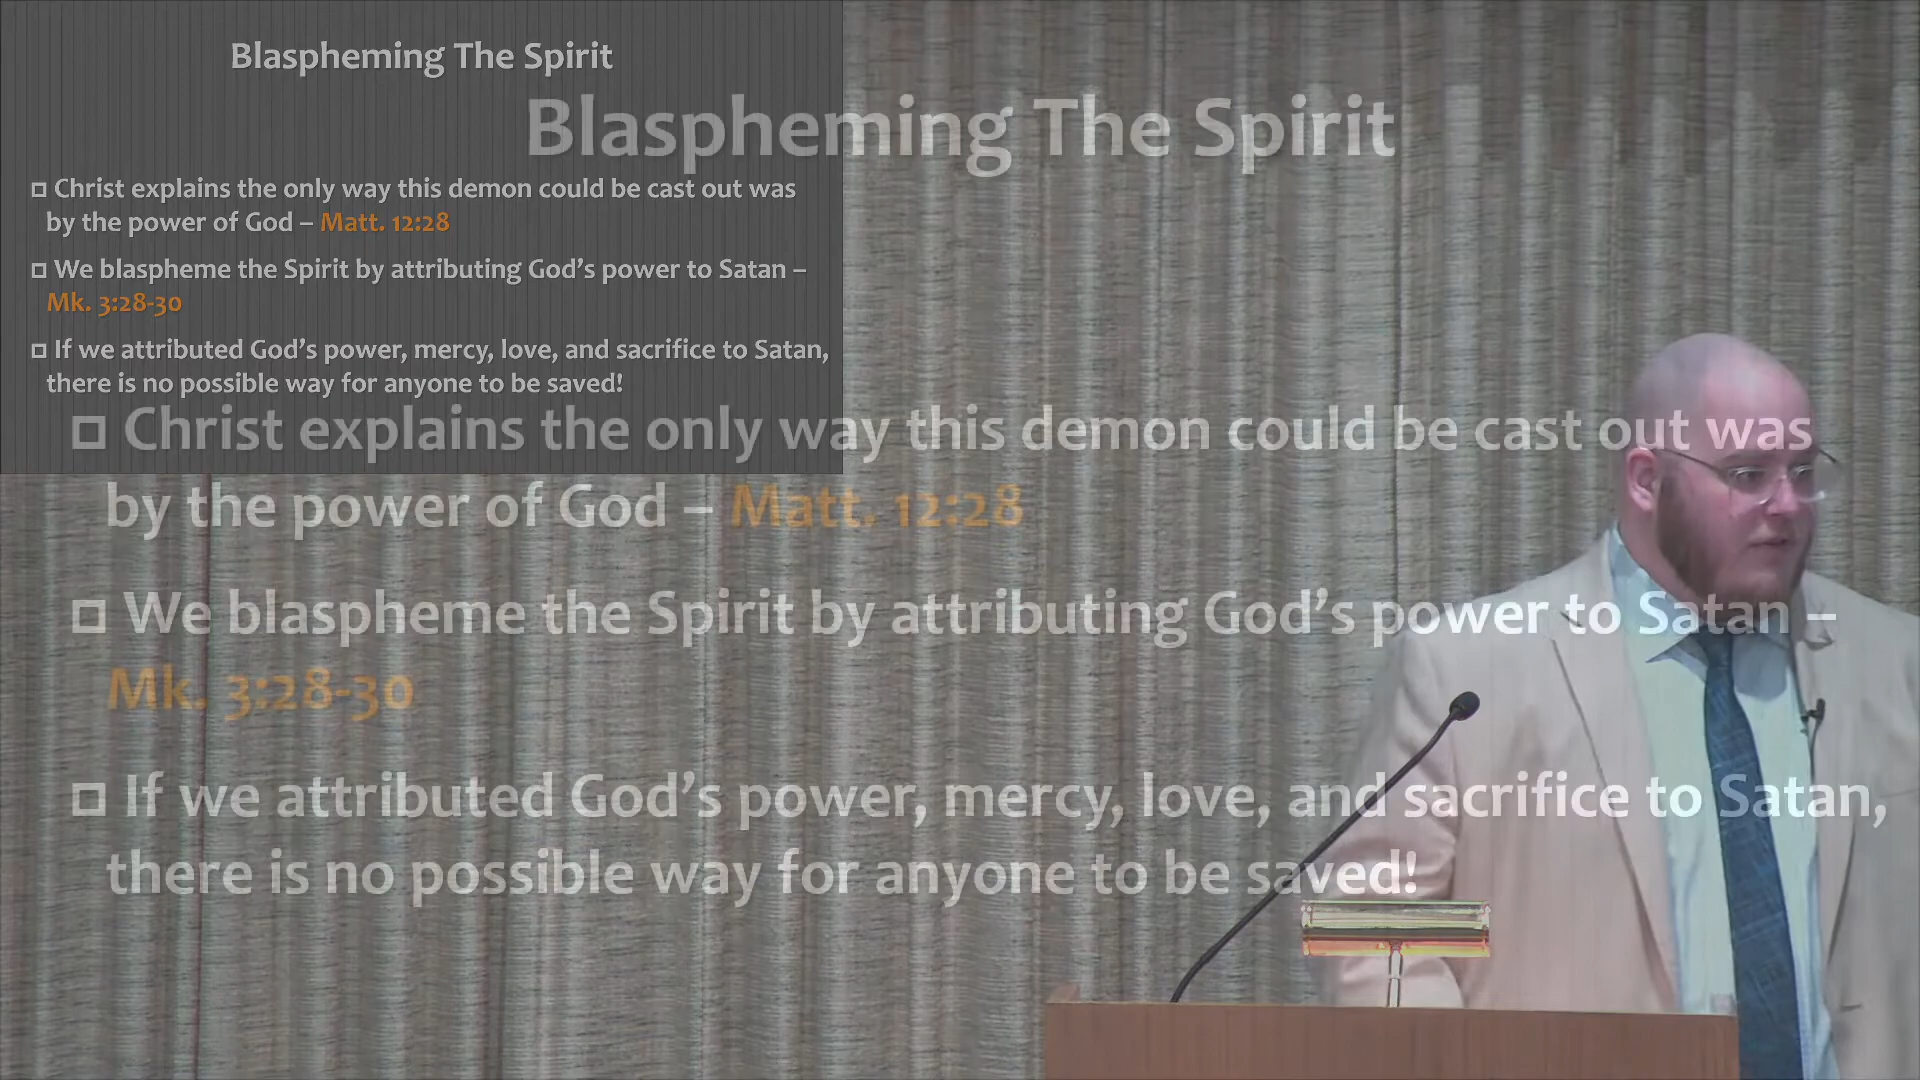 Blaspheming The Spirit
Christ explains the only way this demon could be cast out was
by the power of God – Matt. 12:28
We blaspheme the Spirit by attributing God’s power to Satan –
Mk. 3:28-30
If we attributed God’s power, mercy, love, and sacrifice to Satan,
there is no possible way for anyone to be saved!
Blaspheming The Spirit
Christ explains the only way this demon could be cast out was
by the power of God – Matt. 12:28
We blaspheme the Spirit by attributing God’s power to Satan –
Mk. 3:28-30
If we attributed God’s power, mercy, love, and sacrifice to Satan,
there is no possible way for anyone to be saved!